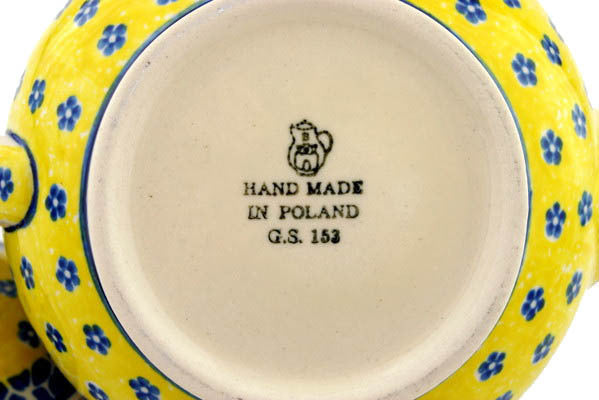 HAND MADE
IN POLAND
G.S. 153